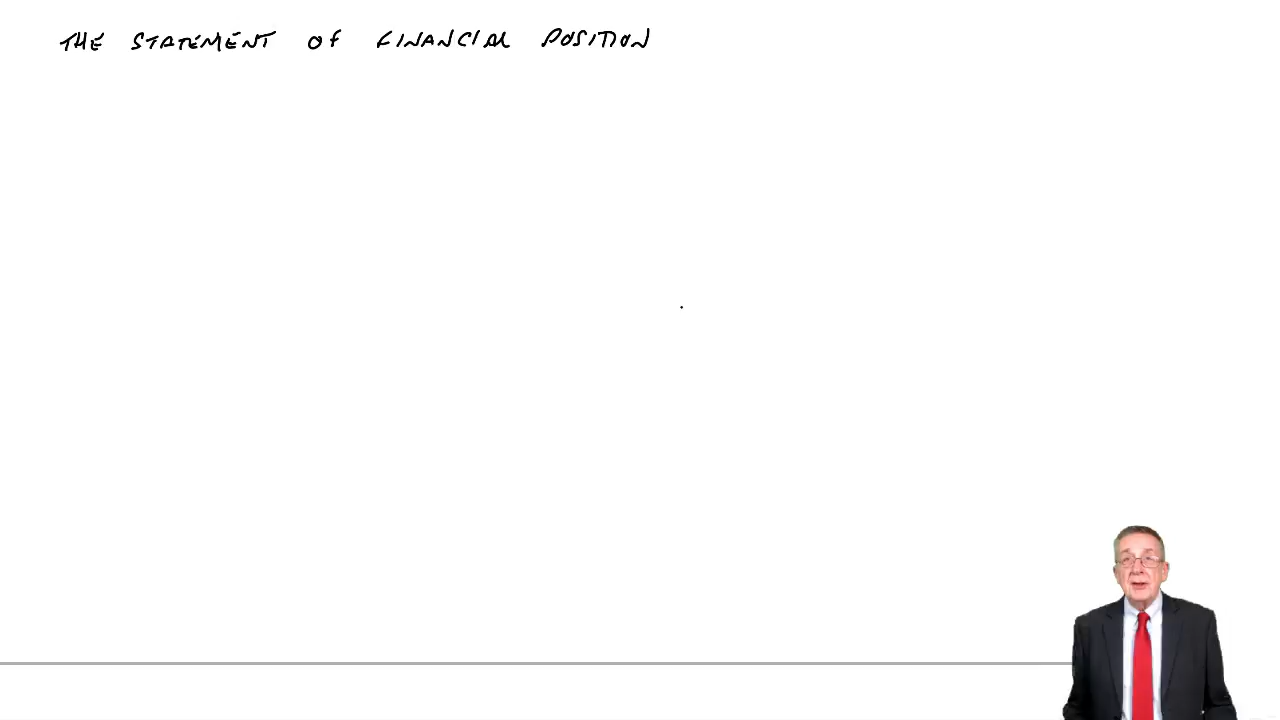 THE STATEMENT OF FINANCIAL POSITION